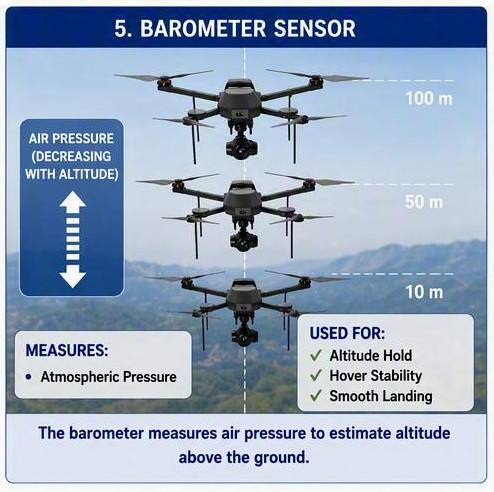 5. BAROMETER SENSOR
100 m
AIR PRESSURE
(DECREASING
WITH ALTITUDE)
50 m
10 m
MEASURES:
• Atmospheric Pressure
USED FOR:
✓ Altitude Hold
✓ Hover Stability
✓ Smooth Landing
The barometer measures air pressure to estimate altitude
above the ground.